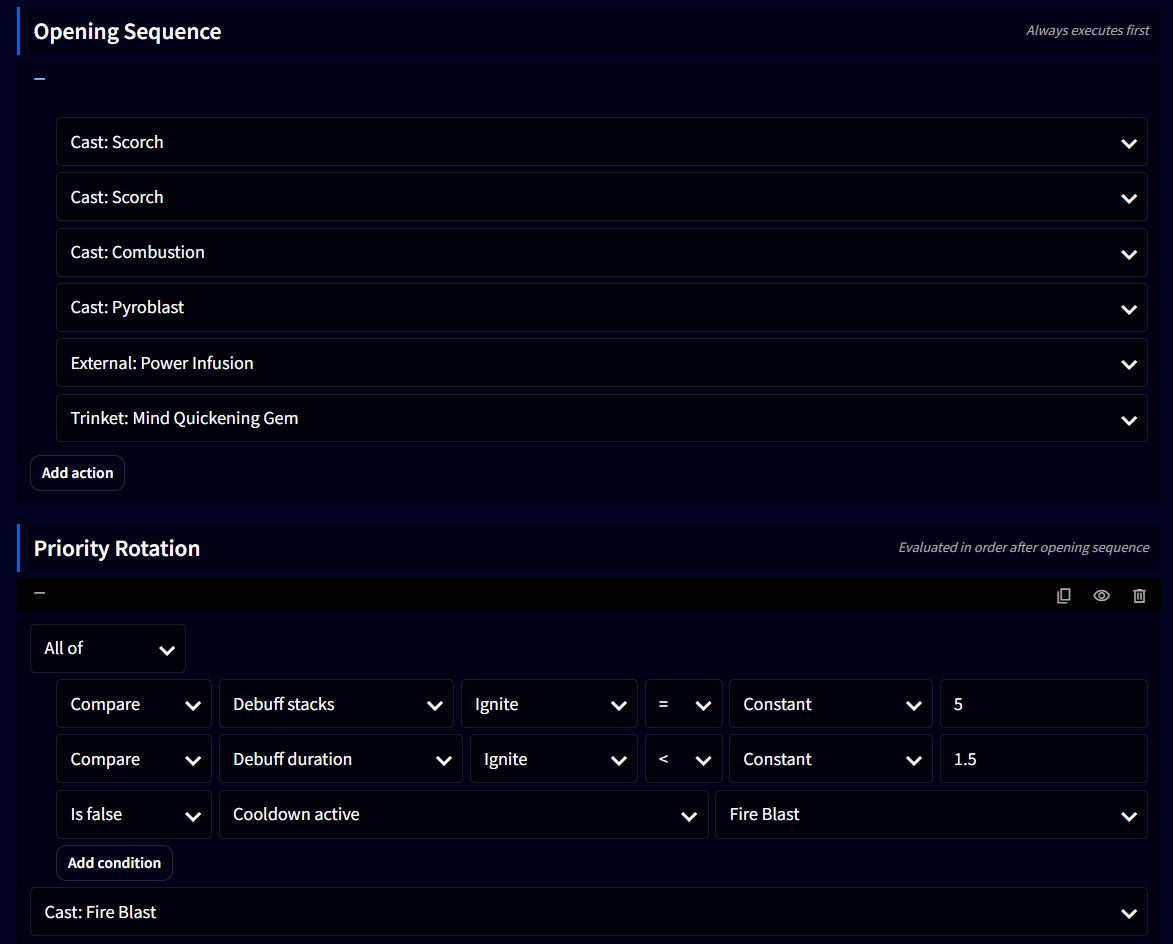 Opening Sequence Always executes first
Cast: Scorch
Cast: Scorch
Cast: Combustion
Cast: Pyroblast
External: Power Infusion
Trinket: Mind Quickening Gem
Add action
Priority Rotation Evaluated in order after opening sequence
All of
Compare Debuff stacks Ignite = Constant 5
Compare Debuff duration Ignite < Constant 1.5
Is false Cooldown active Fire Blast
Add condition
Cast: Fire Blast